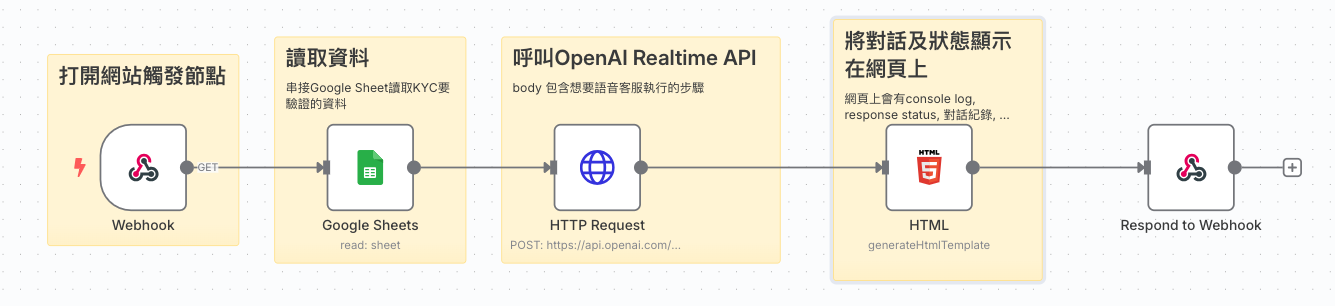 打開網站觸發節點
GET
Webhook
讀取資料
串接Google Sheet讀取KYC要
驗證的資料
Google Sheets
read: sheet
呼叫OpenAI Realtime API
body 包含想要語音客服執行的步驟
HTTP Request
POST: https://api.openai.com/...
將對話及狀態顯示
在網頁上
網頁上會有console log,
response status, 對話紀錄, ...
HTML
5
HTML
generateHtmlTemplate
Respond to Webhook